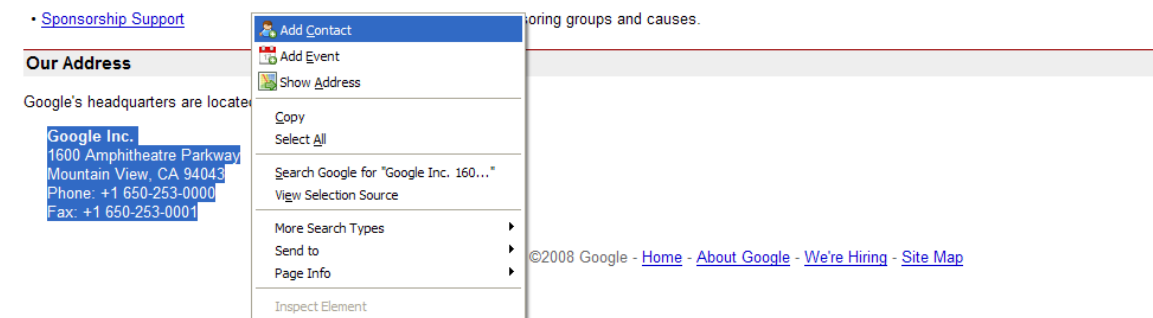 • Sponsorship Support
oring groups and causes.
Our Address
Google's headquarters are locate
Google Inc.
1600 Amphitheatre Parkway
Mountain View, CA 94043
Phone: +1 650-253-0000
Fax: +1 650-253-0001
Add Contact
Add Event
Show Address
Copy
Select All
Search Google for "Google Inc. 160..."
View Selection Source
More Search Types
Send to
Page Info
Inspect Element
©2008 Google - Home - About Google - We're Hiring - Site Map